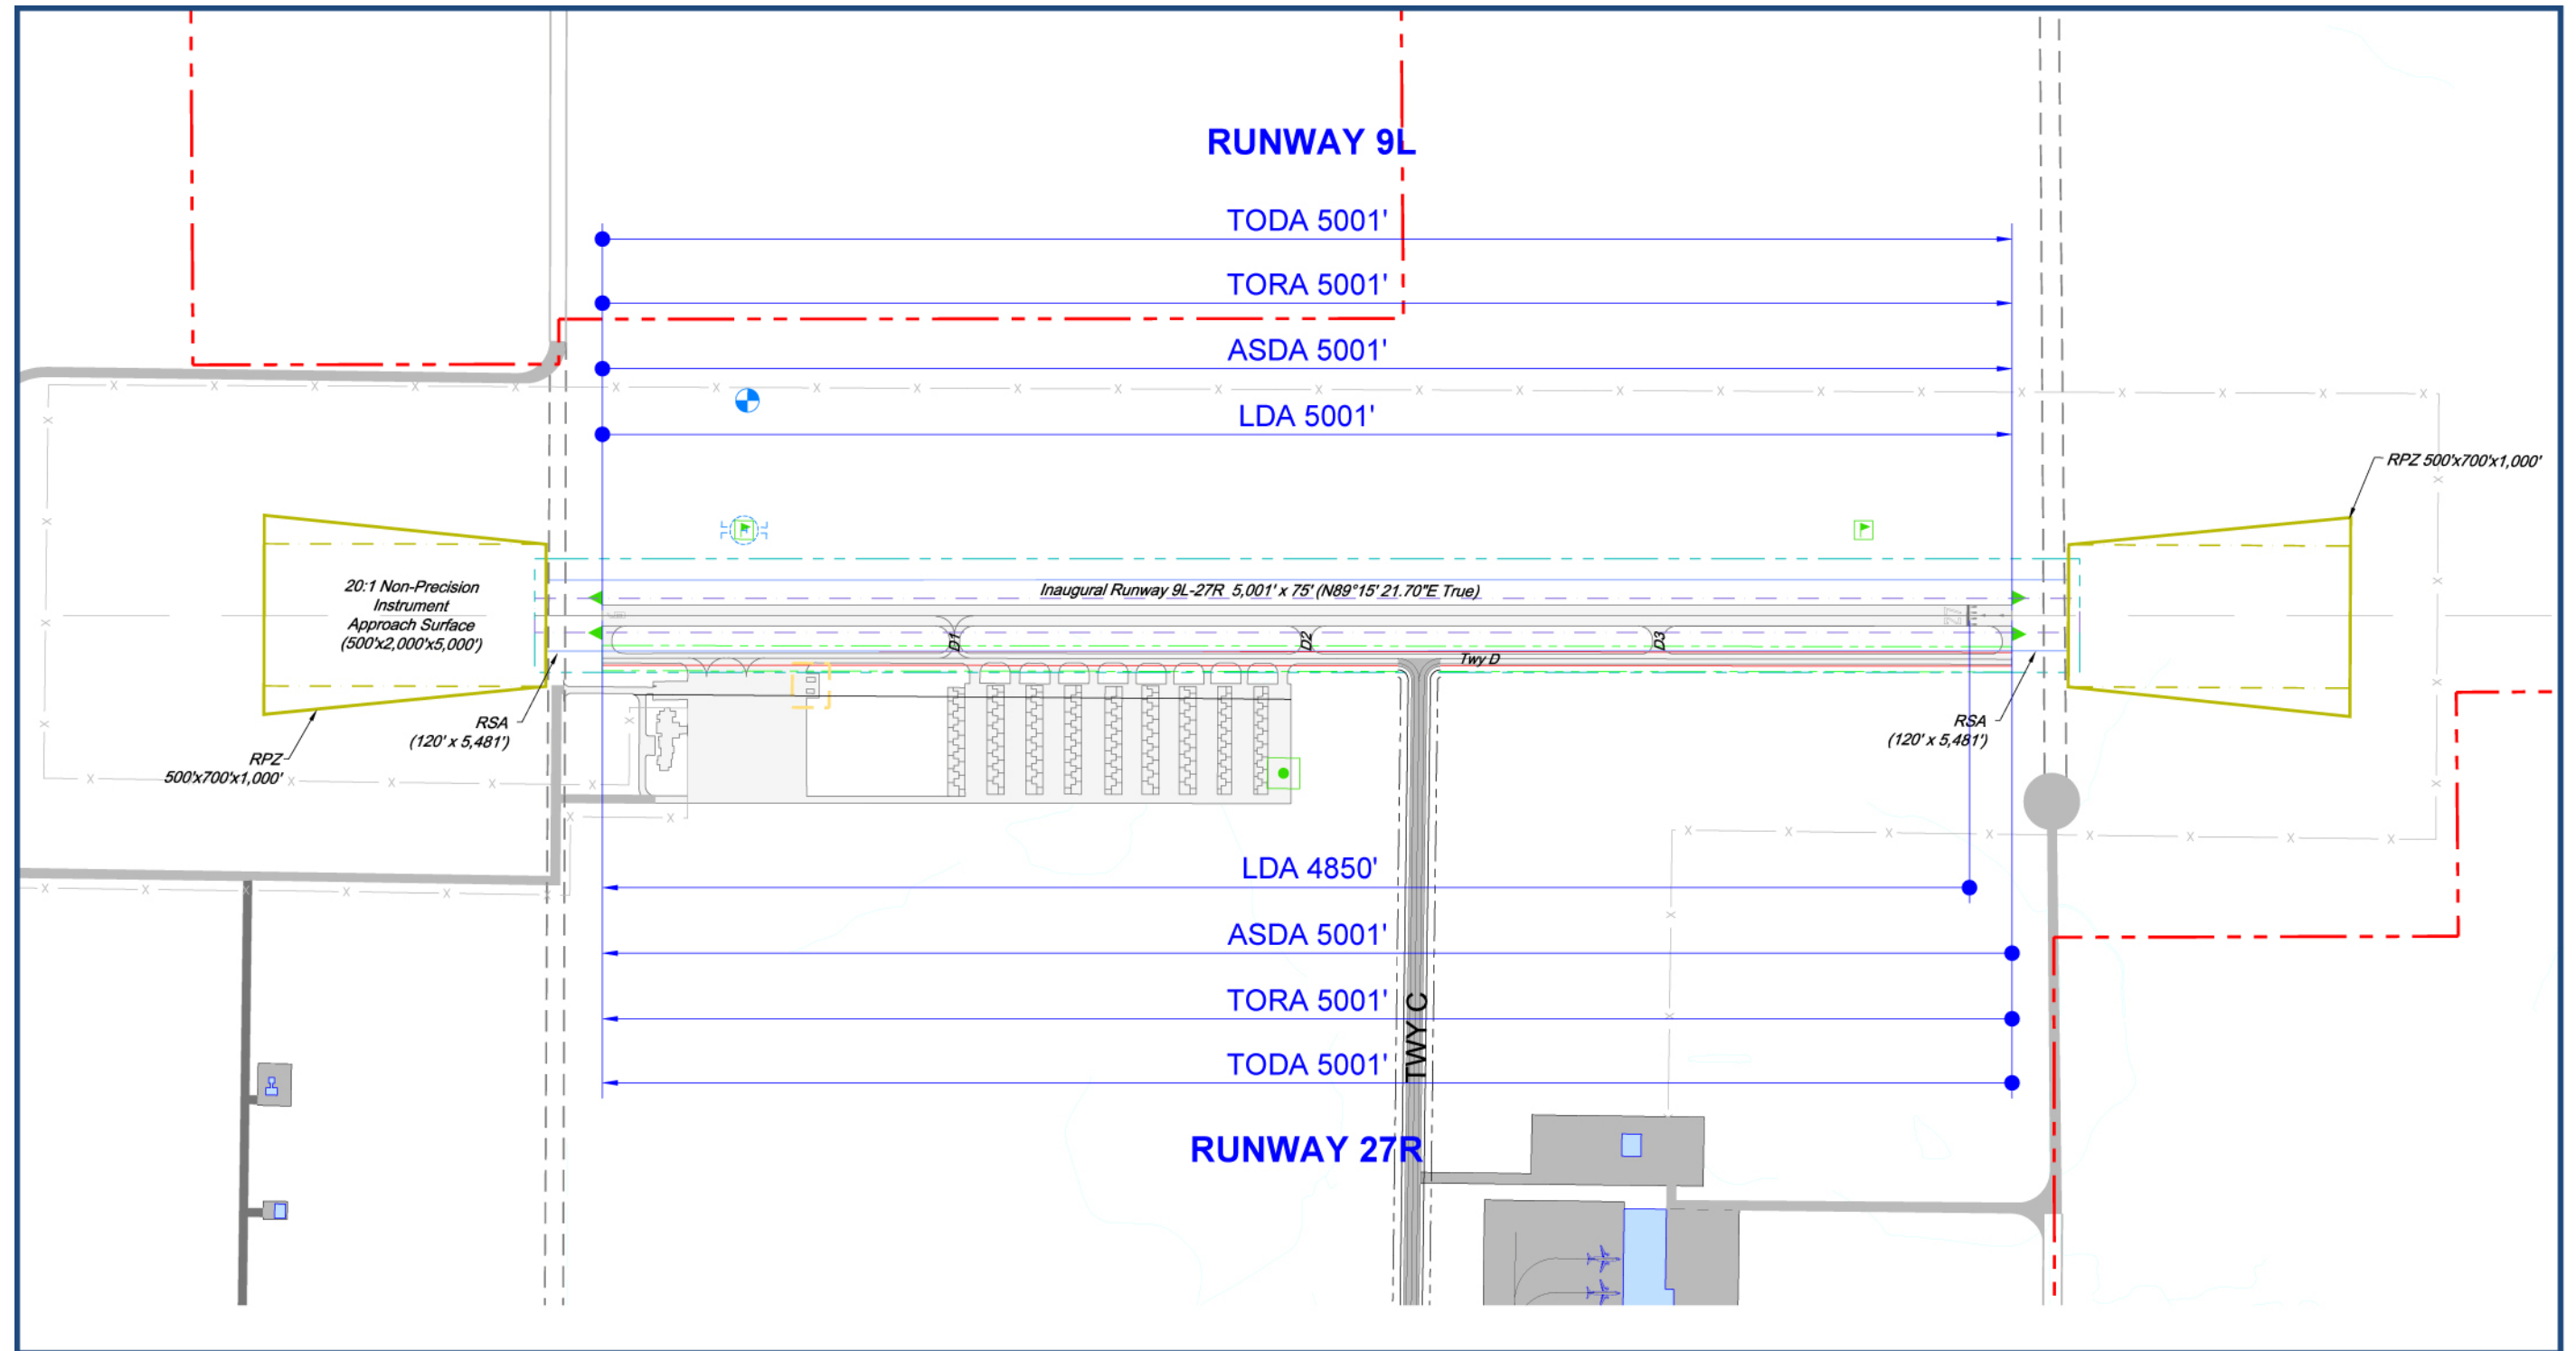 RUNWAY 9L
TODA 5001'
TORA 5001'
ASDA 5001'
LDA 5001'
RPZ 500'x700'x1,000'
20:1 Non-Precision
Instrument
Approach Surface
(500'x2,000'x5,000')
Inaugural Runway 9L-27R 5,001' x 75' (N89°15' 21.70"E True)
D1
D2
D3
Twy D
RSA
(120' x 5,481')
RSA
(120' x 5,481')
RPZ
500'x700'x1,000'
LDA 4850'
ASDA 5001'
TORA 5001'
TWY C
TODA 5001'
RUNWAY 27R